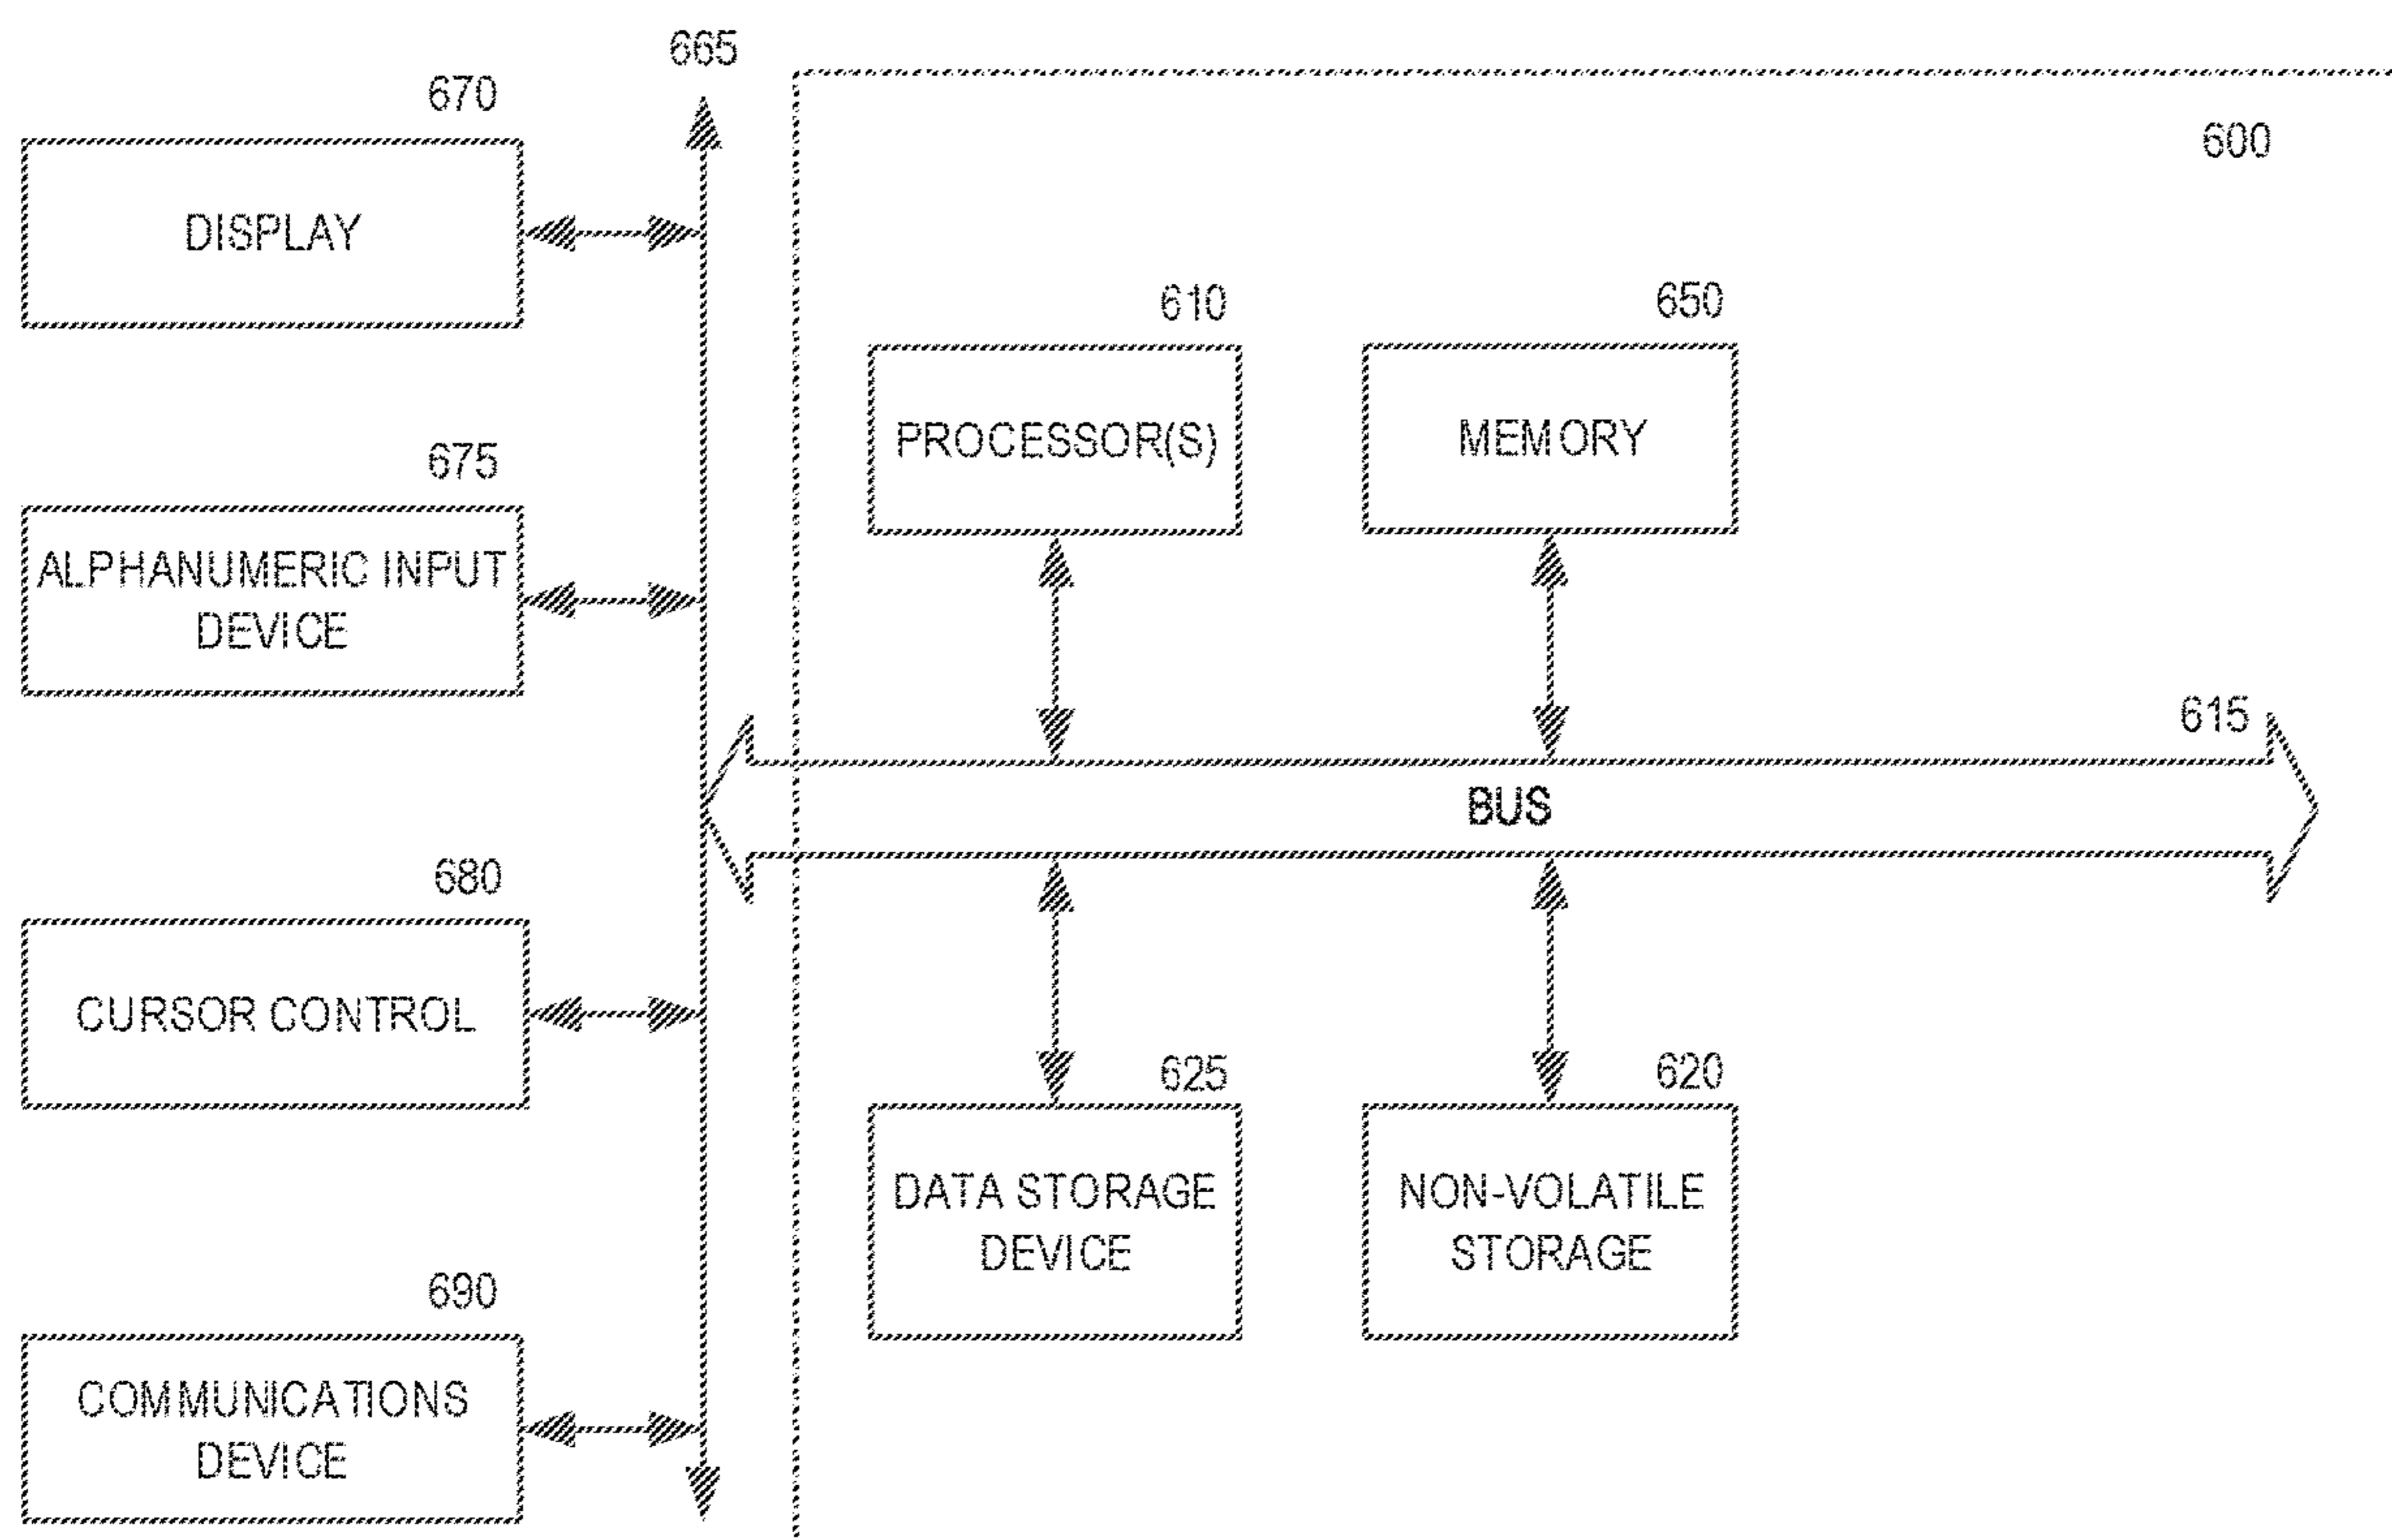 665
670
600
DISPLAY
610
650
PROCESSOR(S)
MEMORY
675
ALPHANUMERIC INPUT
DEVICE
615
BUS
680
CURSOR CONTROL
625
620
DATA STORAGE
DEVICE
NON-VOLATILE
STORAGE
690
COMMUNICATIONS
DEVICE